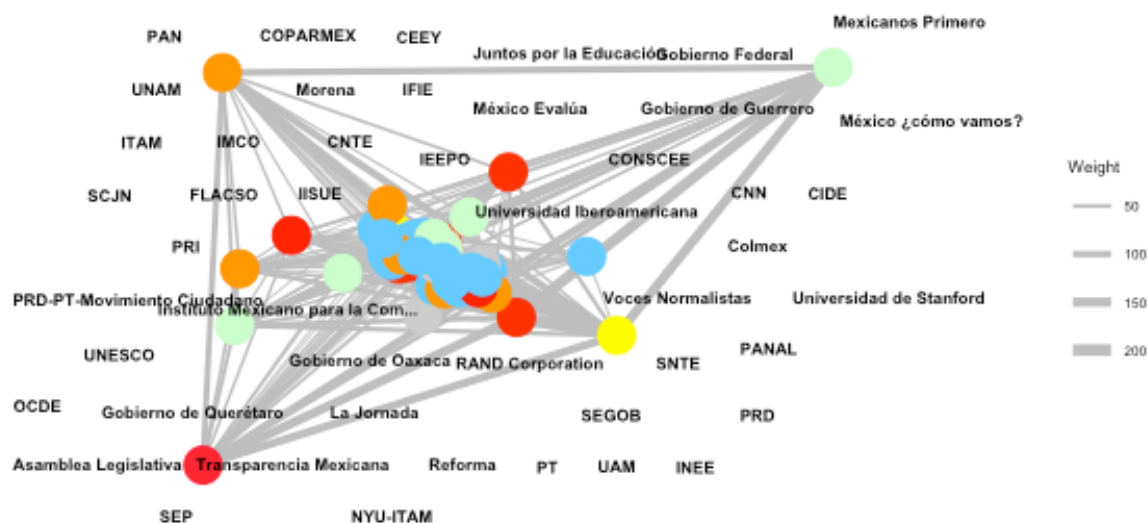 Mexicanos Primero
PAN
COPARMEX
CEEY
Juntos por la Educación
Gobierno Federal
UNAM
Morena
IFIE
México Evalúa
Gobierno de Guerrero
México ¿cómo vamos?
ITAM
IMCO
CNTE
IEEPO
CONSCEE
Weight
SCJN
FLACSO
IISUE
CNN
CIDE
50
Universidad Iberoamericana
PRI
Colmex
100
PRD-PT-Movimiento Ciudadano
Instituto Mexicano para la Com...
Voces Normalistas
Universidad de Stanford
150
UNESCO
Gobierno de Oaxaca
RAND Corporation
SNTE
PANAL
200
OCDE
Gobierno de Querétaro
La Jornada
SEGOB
PRD
Asamblea Legislativa
Transparencia Mexicana
Reforma
PT
UAM
INEE
SEP
NYU-ITAM